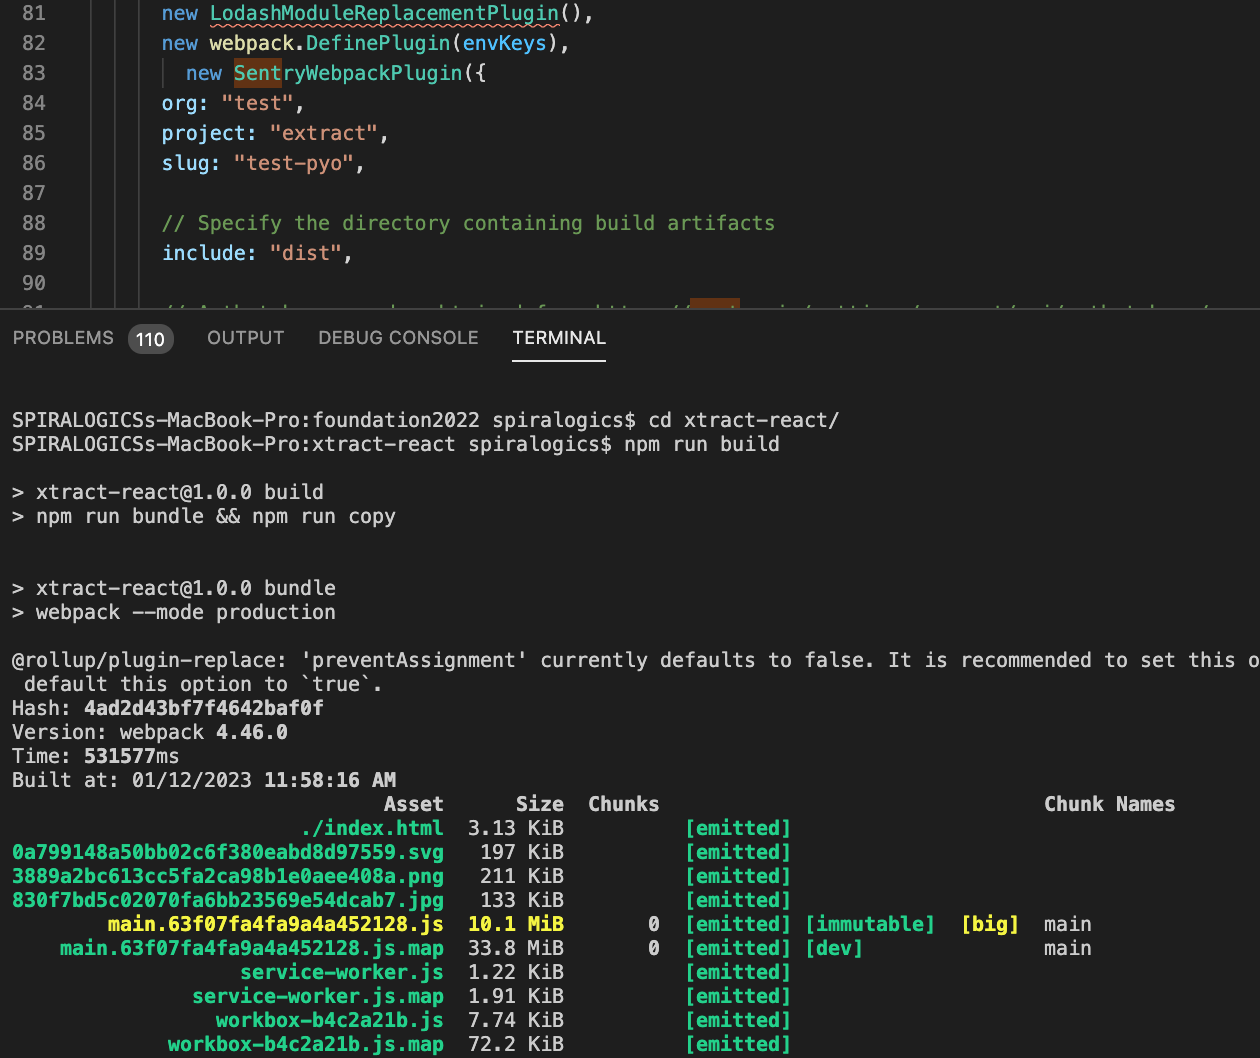 81 new LodashModuleReplacementPlugin(),
82 new webpack.DefinePlugin(envKeys),
83 new SentryWebpackPlugin({
84 org: "test",
85 project: "extract",
86 slug: "test-pyo",
87
88 // Specify the directory containing build artifacts
89 include: "dist",
90
PROBLEMS 110 OUTPUT DEBUG CONSOLE TERMINAL
SPIRALOGICSs-MacBook-Pro:foundation2022 spiralogics$ cd xtract-react/
SPIRALOGICSs-MacBook-Pro:xtract-react spiralogics$ npm run build
> xtract-react@1.0.0 build
> npm run bundle && npm run copy
> xtract-react@1.0.0 bundle
> webpack --mode production
@rollup/plugin-replace: 'preventAssignment' currently defaults to false. It is recommended to set this o
default this option to `true`.
Hash: 4ad2d43bf7f4642baf0f
Version: webpack 4.46.0
Time: 531577ms
Built at: 01/12/2023 11:58:16 AM
Asset Size Chunks Chunk Names
./index.html 3.13 KiB [emitted]
0a799148a50bb02c6f380eabd8d97559.svg 197 KiB [emitted]
3889a2bc613cc5fa2ca98b1e0aee408a.png 211 KiB [emitted]
830f7bd5c02070fa6bb23569e54dcab7.jpg 133 KiB [emitted]
main.63f07fa4fa9a4a452128.js 10.1 MiB 0 [emitted] [immutable] [big] main
main.63f07fa4fa9a4a452128.js.map 33.8 MiB 0 [emitted] [dev] main
service-worker.js 1.22 KiB [emitted]
service-worker.js.map 1.91 KiB [emitted]
workbox-b4c2a21b.js 7.74 KiB [emitted]
workbox-b4c2a21b.js.map 72.2 KiB [emitted]